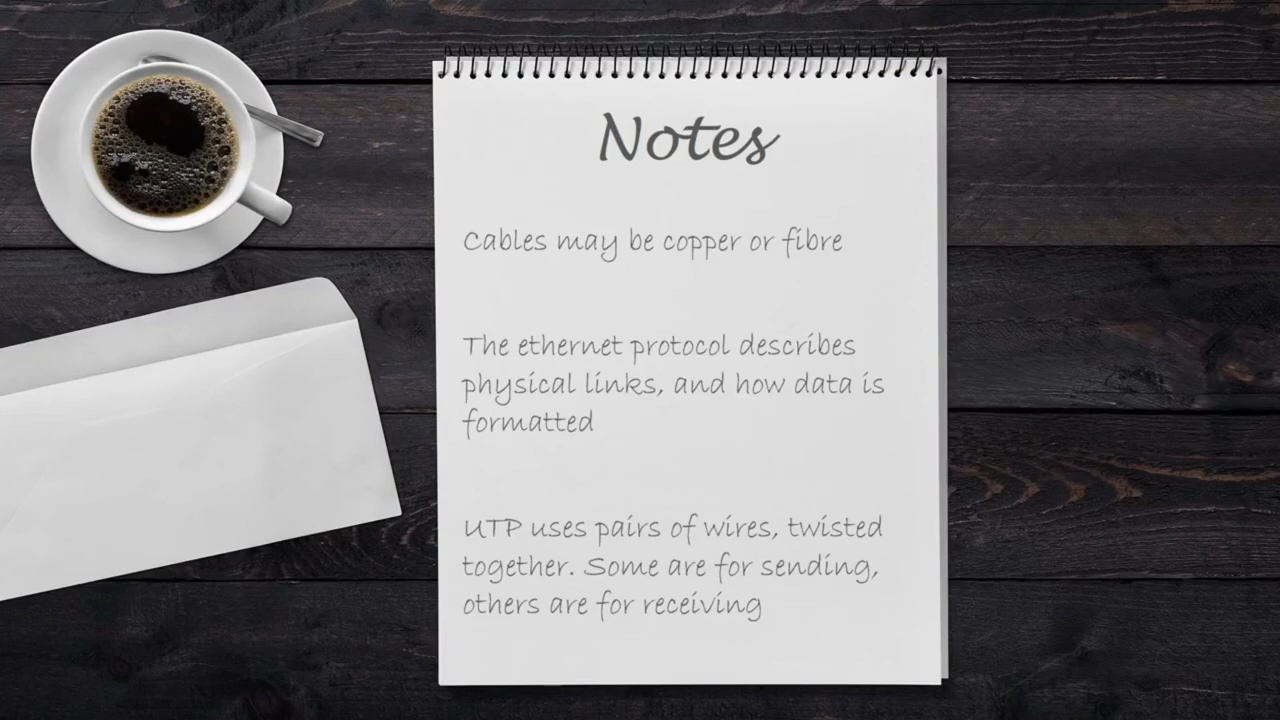 Notes
Cables may be copper or fibre
The ethernet protocol describes
physical links, and how data is
formatted
UTP uses pairs of wires, twisted
together. Some are for sending,
others are for receiving